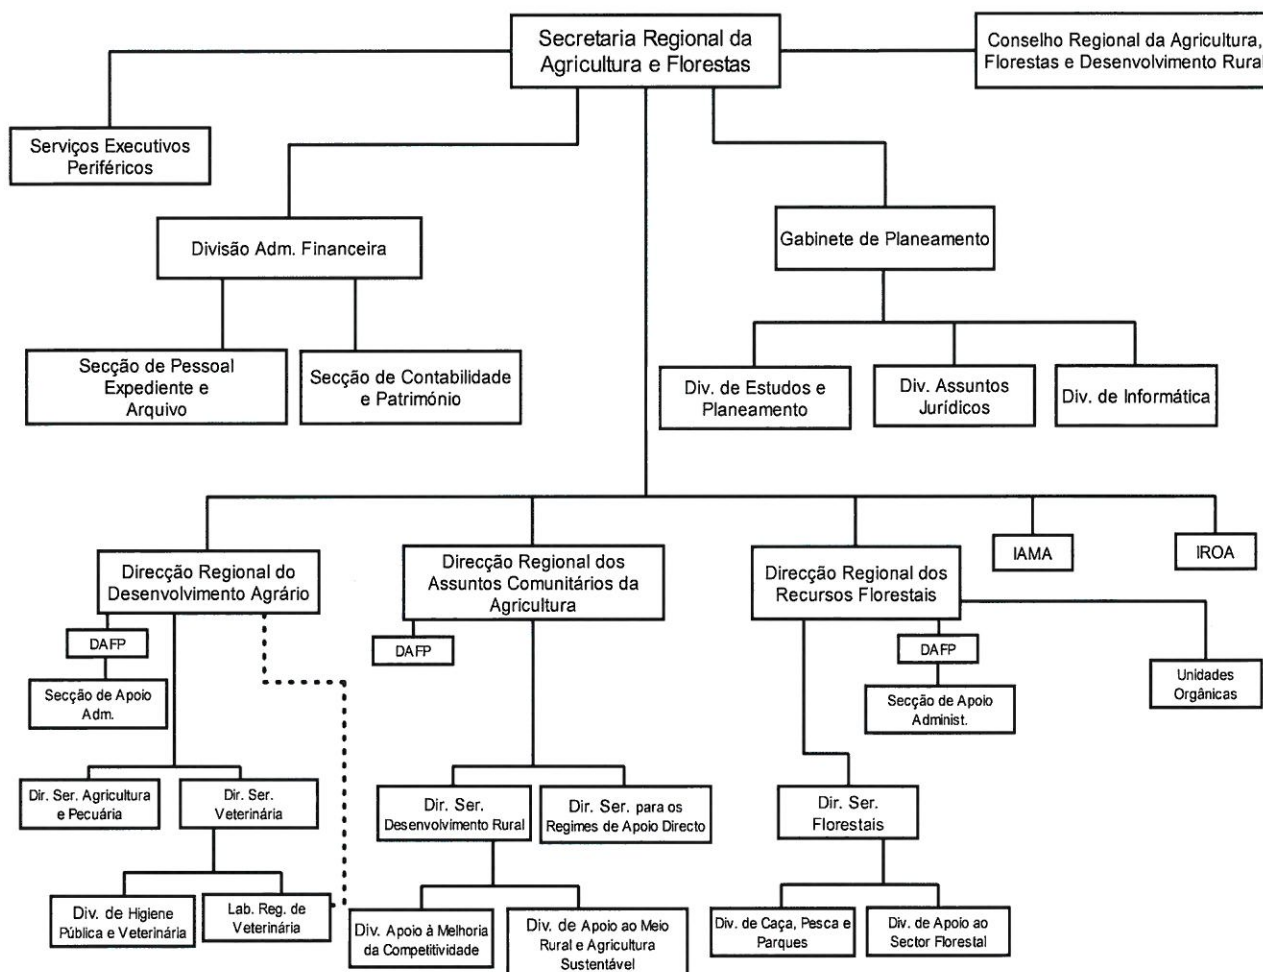 Secretaria Regional da
Agricultura e Florestas
Conselho Regional da Agricultura,
Florestas e Desenvolvimento Rural
Serviços Executivos
Periféricos
Divisão Adm. Financeira
Gabinete de Planeamento
Secção de Pessoal
Expediente e
Arquivo
Secção de Contabilidade
e Património
Div. de Estudos e
Planeamento
Div. Assuntos
Jurídicos
Div. de Informática
Direcção Regional do
Desenvolvimento Agrário
Direcção Regional dos
Assuntos Comunitários da
Agricultura
Direcção Regional dos
Recursos Florestais
IAMA
IROA
DAFP
Secção de Apoio
Adm.
DAFP
DAFP
Secção de Apoio
Administ.
Unidades
Orgânicas
Dir. Ser. Agricultura
e Pecuária
Dir. Ser.
Veterinária
Dir. Ser.
Desenvolvimento Rural
Dir. Ser. para os
Regimes de Apoio Directo
Dir. Ser.
Florestais
Div. de Higiene
Pública e Veterinária
Lab. Reg. de
Veterinária
Div. Apoio à Melhoria
da Competitividade
Div. de Apoio ao Meio
Rural e Agricultura
Sustentável
Div. de Caça, Pesca e
Parques
Div. de Apoio ao
Sector Florestal